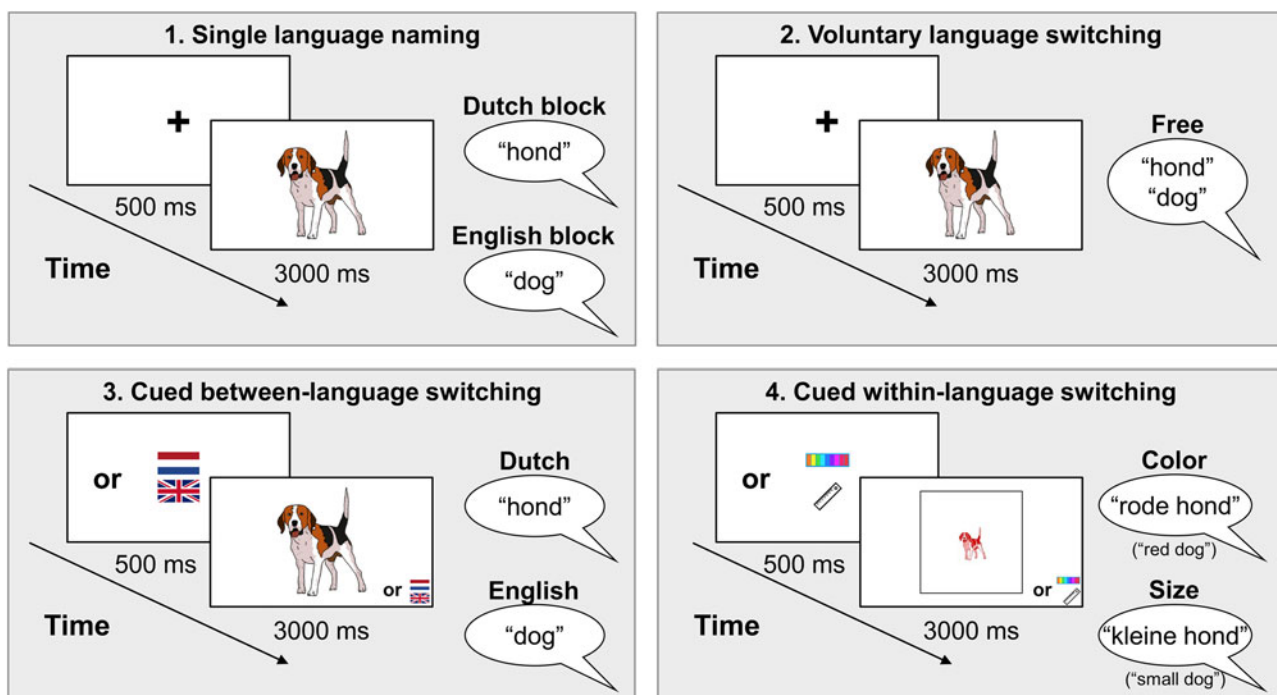 1. Single language naming
+
500 ms
3000 ms
Time
Dutch block
“hond”
English block
“dog”
2. Voluntary language switching
+
500 ms
3000 ms
Time
Free
“hond”
“dog”
3. Cued between-language switching
or
500 ms
or
3000 ms
Time
Dutch
“hond”
English
“dog”
4. Cued within-language switching
or
500 ms
or
3000 ms
Time
Color
“rode hond”
(“red dog”)
Size
“kleine hond”
(“small dog”)